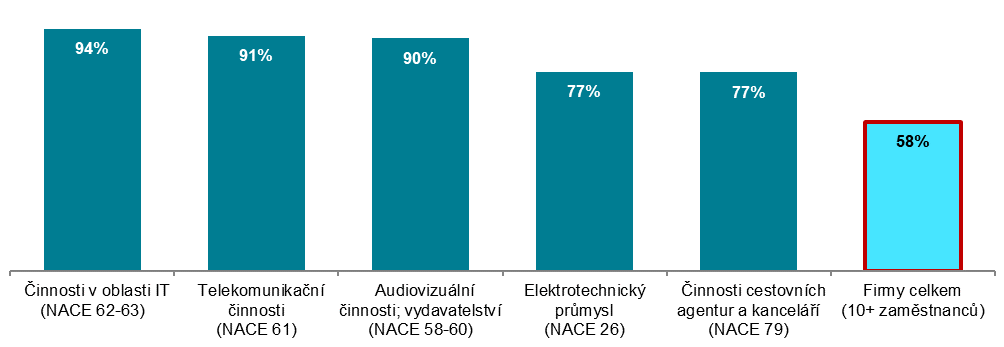 94%
91%
90%
77%
77%
58%
Činnosti v oblasti IT
(NACE 62-63)
Telekomunikační
činnosti
(NACE 61)
Audiovizuální
činnosti; vydavatelství
(NACE 58-60)
Elektrotechnický
průmysl
(NACE 26)
Činnosti cestovních
agentur a kanceláří
(NACE 79)
Firmy celkem
(10+ zaměstnanců)